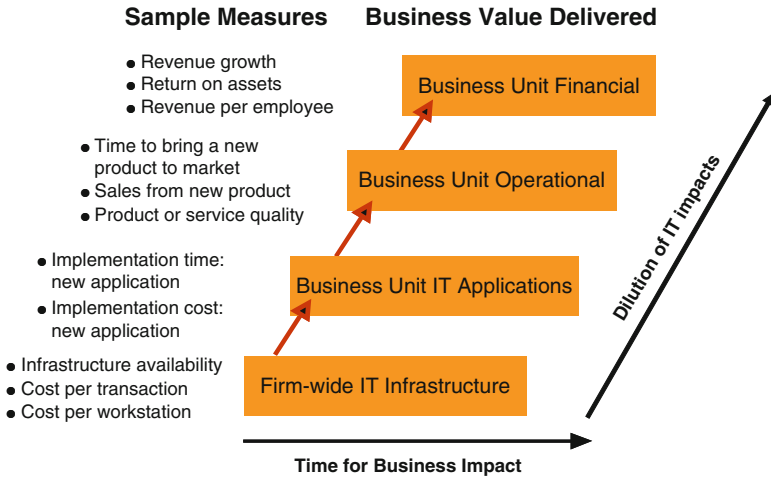 Sample Measures
Business Value Delivered
• Revenue growth
• Return on assets
• Revenue per employee
Business Unit Financial
• Time to bring a new
product to market
• Sales from new product
• Product or service quality
Business Unit Operational
• Implementation time:
new application
• Implementation cost:
new application
Business Unit IT Applications
• Infrastructure availability
• Cost per transaction
• Cost per workstation
Firm-wide IT Infrastructure
Dilution of IT impacts
Time for Business Impact